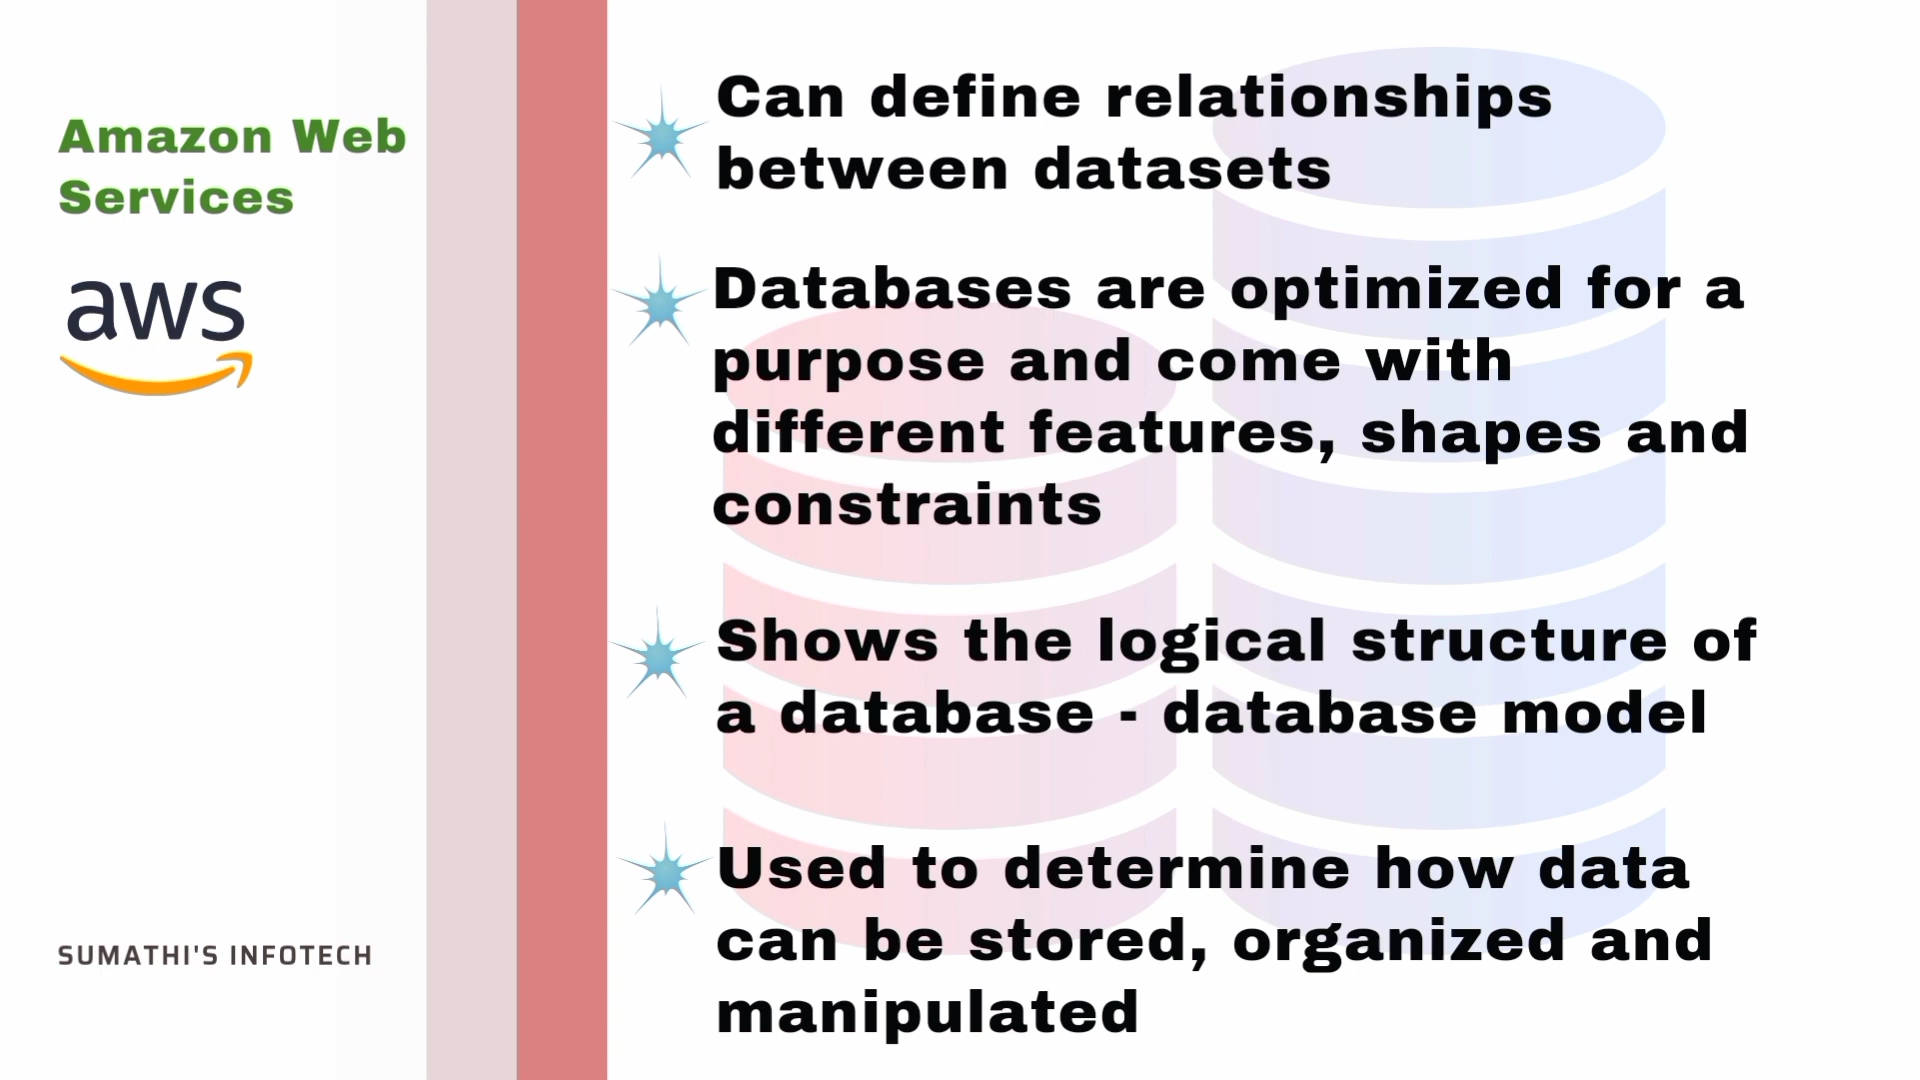 Amazon Web
Services
aws
SUMATHI'S INFOTECH
Can define relationships
between datasets
Databases are optimized for a
purpose and come with
different features, shapes and
constraints
Shows the logical structure of
a database - database model
Used to determine how data
can be stored, organized and
manipulated